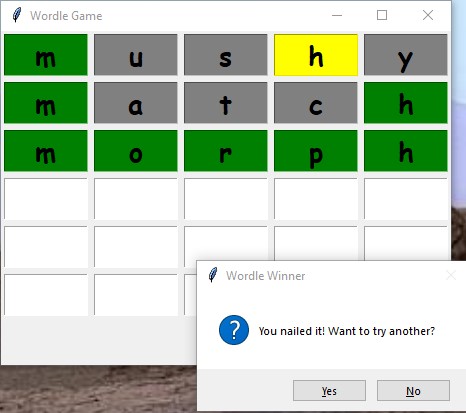 Wordle Game
m u s h y
m a t c h
m o r p h
Wordle Winner
You nailed it! Want to try another?
Yes No